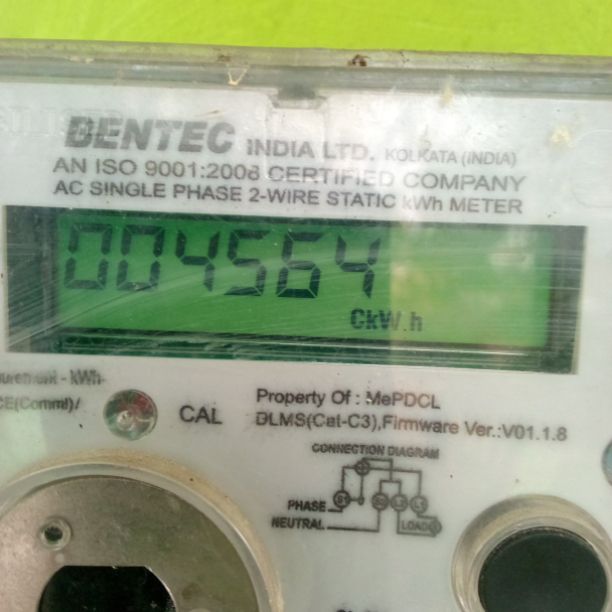 BENTEC INDIA LTD. KOLKATA (INDIA)
AN ISO 9001:2008 CERTIFIED COMPANY
AC SINGLE PHASE 2-WIRE STATIC kWh METER
004564
CkW.h
kWh
CAL
Property Of : MePDCL
DLMS(Cat-C3),Firmware Ver.:V01.1.8
CONNECTION DIAGRAM
PHASE
NEUTRAL
LOAD